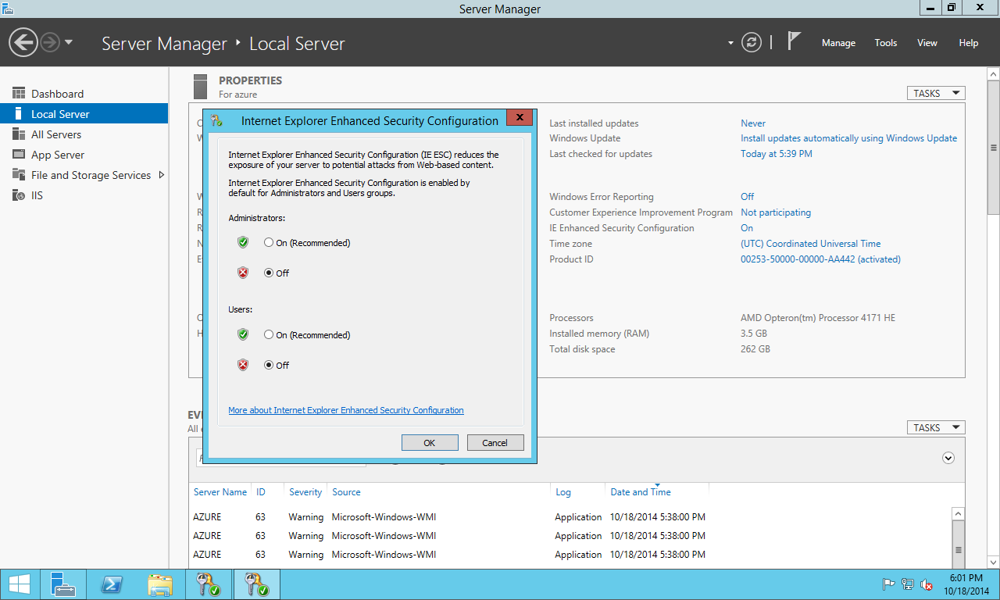 Server Manager
Server Manager ‣ Local Server
Manage Tools View Help
Dashboard
Local Server
All Servers
App Server
File and Storage Services
IIS
PROPERTIES
For azure
TASKS
Internet Explorer Enhanced Security Configuration
Internet Explorer Enhanced Security Configuration (IE ESC) reduces the
exposure of your server to potential attacks from Web-based content.
Internet Explorer Enhanced Security Configuration is enabled by
default for Administrators and Users groups.
Administrators:
On (Recommended)
Off
Users:
On (Recommended)
Off
More about Internet Explorer Enhanced Security Configuration
OK Cancel
Last installed updates Never
Windows Update Install updates automatically using Windows Update
Last checked for updates Today at 5:39 PM
Windows Error Reporting Off
Customer Experience Improvement Program Not participating
IE Enhanced Security Configuration On
Time zone (UTC) Coordinated Universal Time
Product ID 00253-50000-00000-AA442 (activated)
Processors AMD Opteron(tm) Processor 4171 HE
Installed memory (RAM) 3.5 GB
Total disk space 262 GB
All
TASKS
Server Name ID Severity Source Log Date and Time
AZURE 63 Warning Microsoft-Windows-WMI Application 10/18/2014 5:38:00 PM
AZURE 63 Warning Microsoft-Windows-WMI Application 10/18/2014 5:38:00 PM
AZURE 63 Warning Microsoft-Windows-WMI Application 10/18/2014 5:38:00 PM
6:01 PM
10/18/2014